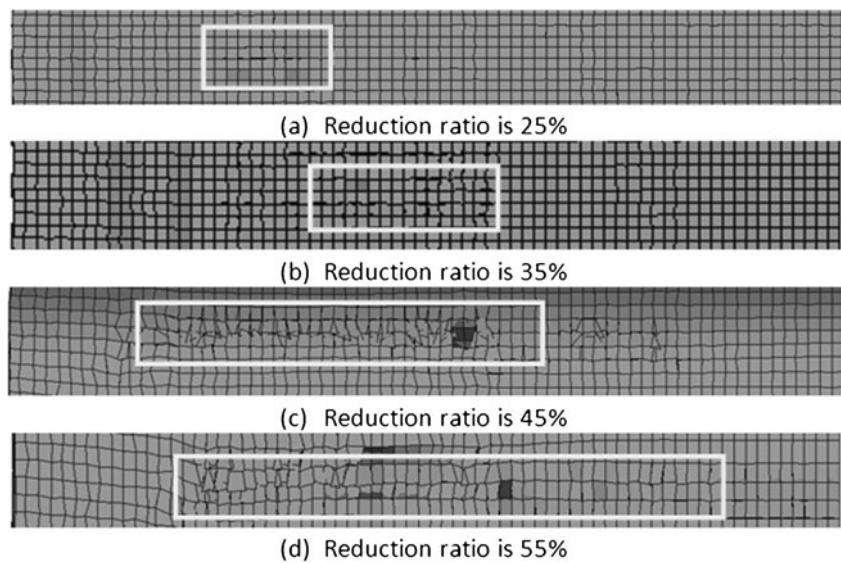 (a) Reduction ratio is 25%
(b) Reduction ratio is 35%
(c) Reduction ratio is 45%
(d) Reduction ratio is 55%